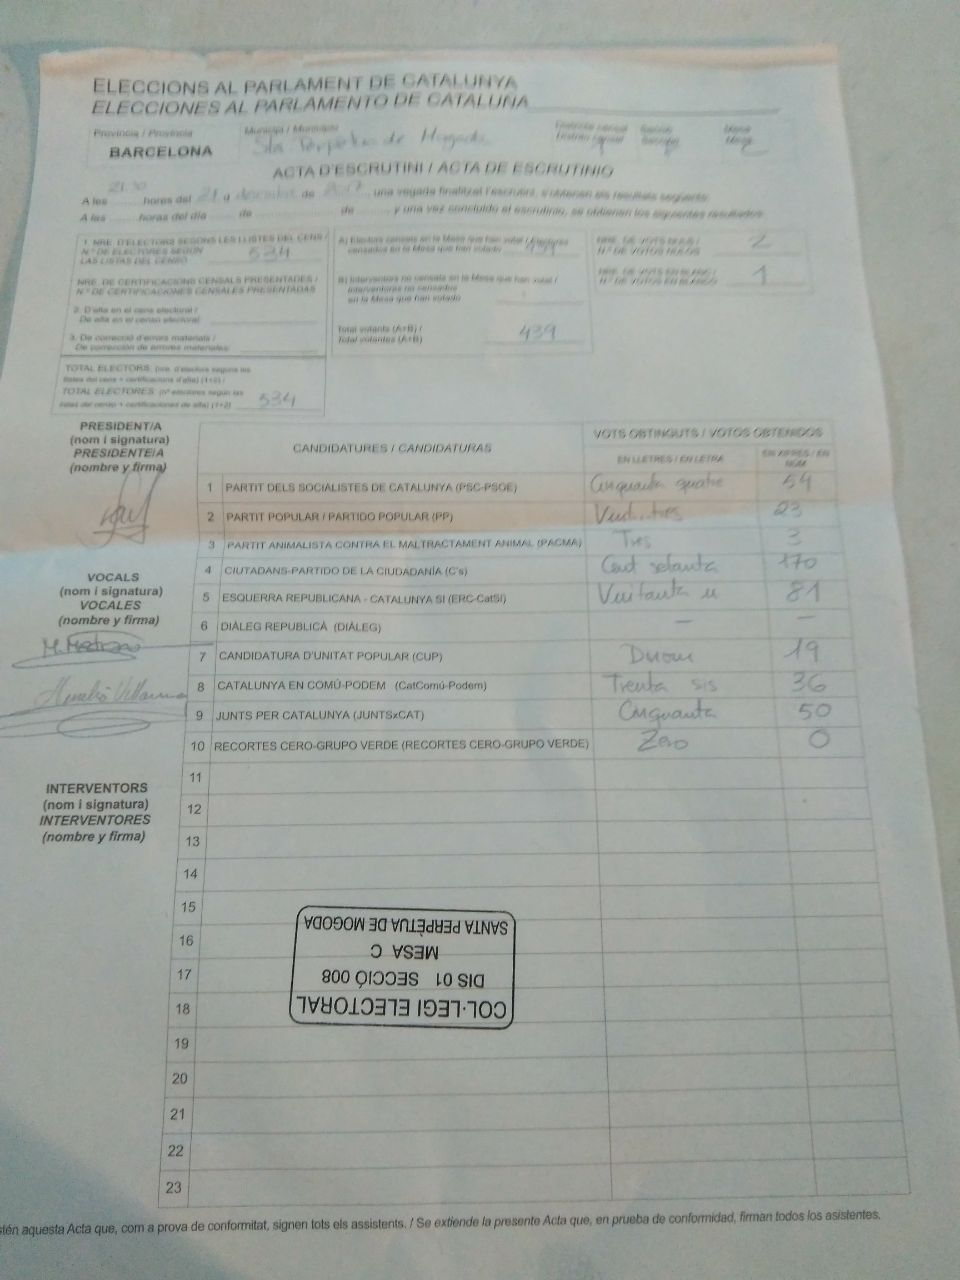 ELECCIONS AL PARLAMENT DE CATALUNYA
ELECCIONES AL PARLAMENTO DE CATALUÑA
Província / Provincia
BARCELONA
Municipi / Municipio
Sta Perpètua de Mogoda
ACTA D'ESCRUTINI / ACTA DE ESCRUTINIO
A les 21.30 hores del 21 d desembre de 2017 una vegada finalitzat l'escrutini, s'obtenen els resultats següents:
A las ........ horas del día ...... de ............ de ........ y una vez concluido el escrutinio, se obtienen los siguientes resultados:
1. NRE. D'ELECTORS SEGONS LES LLISTES DEL CENS /
N.º DE ELECTORES SEGÚN
LAS LISTAS DEL CENSO
534
NRE. DE CERTIFICACIONS CENSALS PRESENTADES /
N.º DE CERTIFICACIONES CENSALES PRESENTADAS
2. D'alta en el cens electoral /
De alta en el censo electoral:
3. De correcció d'errors materials /
De corrección de errores materiales:
TOTAL ELECTORS: (nre. d'electors segons les
llistes del cens + certificacions d'alta) (1+2) /
TOTAL ELECTORES: (nº electores según las
listas del censo + certificaciones de alta) (1+2)
534
A) Electors censats en la Mesa que han votat / Electores
censados en la Mesa que han votado
439
B) Interventors no censats en la Mesa que han votat /
Interventores no censados
en la Mesa que han votado
Total votants (A+B) /
Total votantes (A+B)
439
NRE. DE VOTS NULS /
N.º DE VOTOS NULOS
2
NRE. DE VOTS EN BLANC /
N.º DE VOTOS EN BLANCO
1
PRESIDENT/A
(nom i signatura)
PRESIDENTE/A
(nombre y firma)
VOCALS
(nom i signatura)
VOCALES
(nombre y firma)
INTERVENTORS
(nom i signatura)
INTERVENTORES
(nombre y firma)
CANDIDATURES / CANDIDATURAS
VOTS OBTINGUTS / VOTOS OBTENIDOS
EN LLETRES / EN LETRA
EN XIFRES / EN NÚM.
1 PARTIT DELS SOCIALISTES DE CATALUNYA (PSC-PSOE) Cinquanta quatre 54
2 PARTIT POPULAR / PARTIDO POPULAR (PP) Vint-i-tres 23
3 PARTIT ANIMALISTA CONTRA EL MALTRACTAMENT ANIMAL (PACMA) Tres 3
4 CIUTADANS-PARTIDO DE LA CIUDADANÍA (C's) Cent setanta 170
5 ESQUERRA REPUBLICANA - CATALUNYA SÍ (ERC-CatSí) Vuitanta u 81
6 DIÀLEG REPUBLICÀ (DIÀLEG) – –
7 CANDIDATURA D'UNITAT POPULAR (CUP) Dinou 19
8 CATALUNYA EN COMÚ-PODEM (CatComú-Podem) Trenta sis 36
9 JUNTS PER CATALUNYA (JUNTSxCAT) Cinquanta 50
10 RECORTES CERO-GRUPO VERDE (RECORTES CERO-GRUPO VERDE) Zero 0
11
12
13
14
15
16
17
18
19
20
21
22
23
COL·LEGI ELECTORAL
DIS 01 SECCIÓ 008
MESA C
SANTA PERPÈTUA DE MOGODA
stén aquesta Acta que, com a prova de conformitat, signen tots els assistents. / Se extiende la presente Acta que, en prueba de conformidad, firman todos los asistentes.